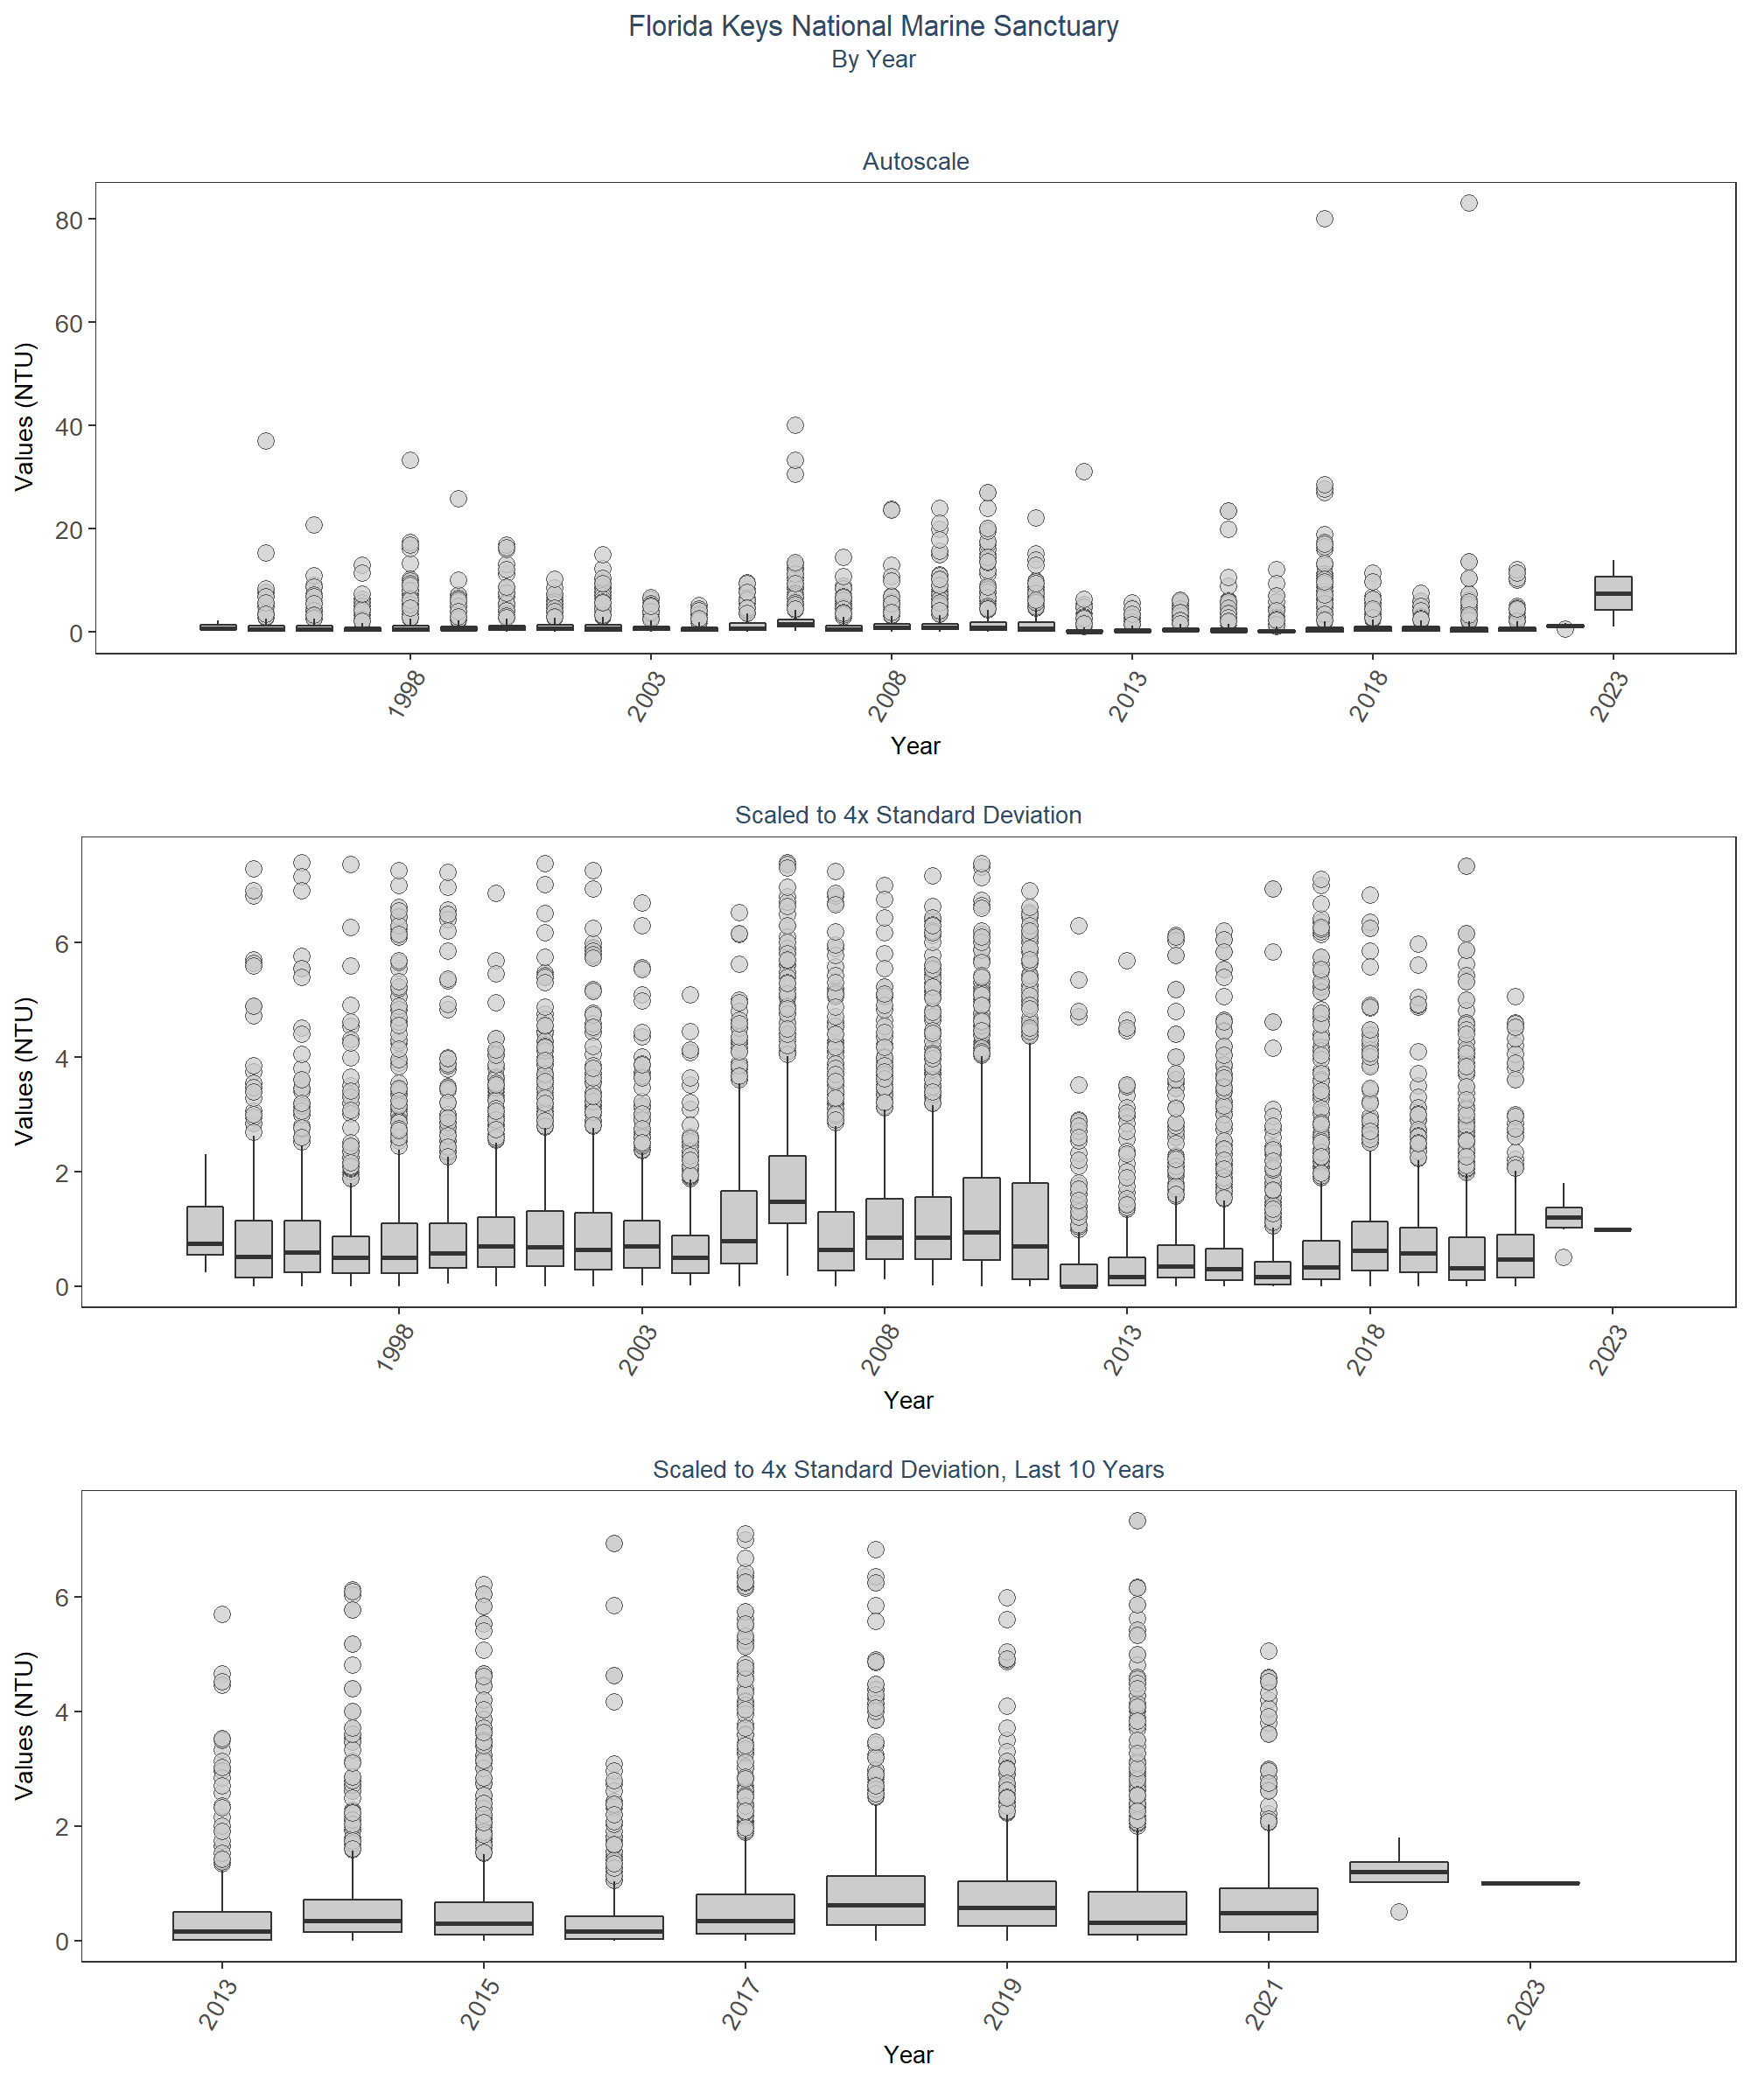 Florida Keys National Marine Sanctuary
By Year
Autoscale
Values (NTU)
80
60
40
20
0
1998 2003 2008 2013 2018 2023
Year
Scaled to 4x Standard Deviation
Values (NTU)
6
4
2
0
1998 2003 2008 2013 2018 2023
Year
Scaled to 4x Standard Deviation, Last 10 Years
Values (NTU)
6
4
2
0
2013 2015 2017 2019 2021 2023
Year